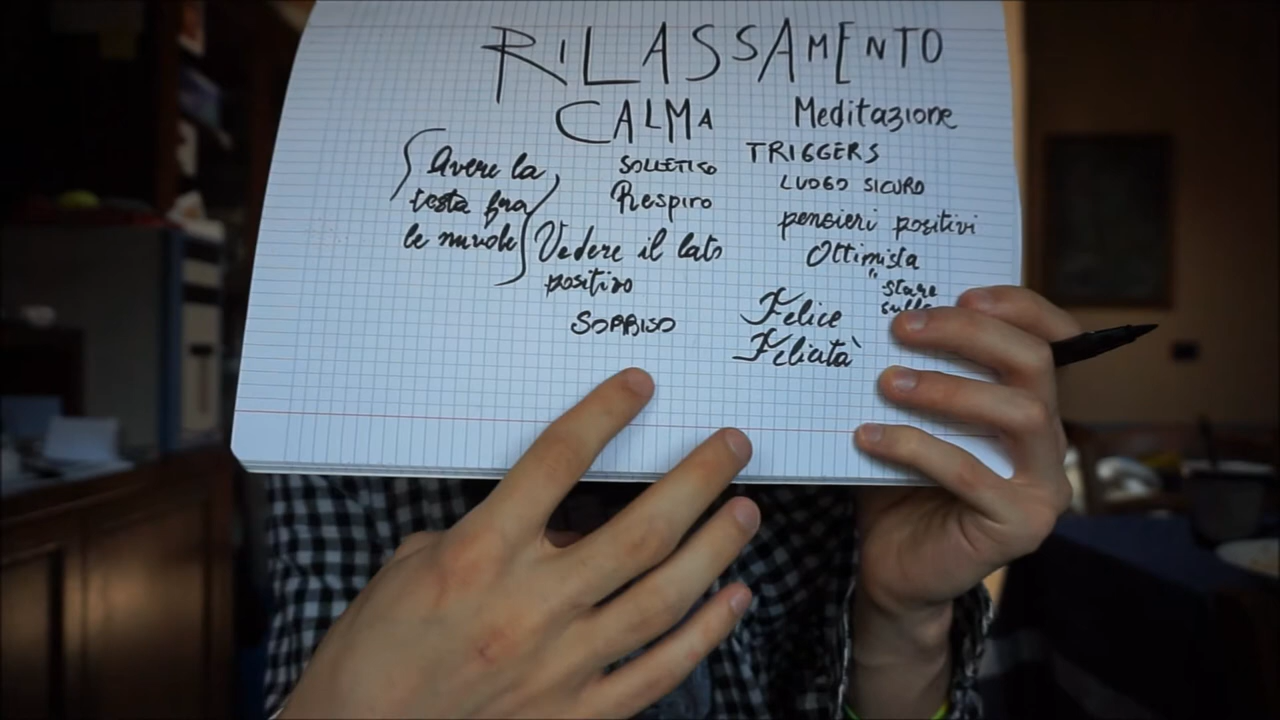 RILASSAMENTO
CALMA
Meditazione
Avere la
testa fra
le nuvole
SOLLETICO
Respiro
TRIGGERS
LUOGO SICURO
pensieri positivi
Ottimista
Vedere il lato
positivo
SORRISO
Felice
Felicità
"stare
sulle